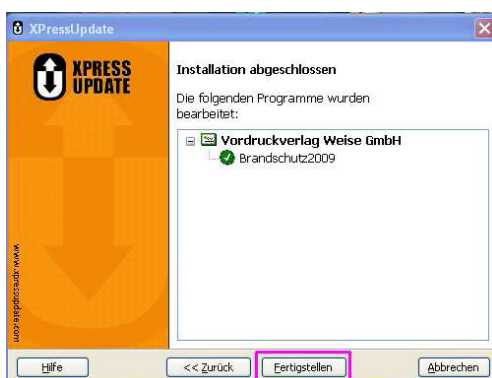 XPressUpdate
XPRESS
UPDATE
Installation abgeschlossen
Die folgenden Programme wurden
bearbeitet:
Vordruckverlag Weise GmbH
Brandschutz2009
www.xpressupdate.com
Hilfe
<< Zurück
Fertigstellen
Abbrechen